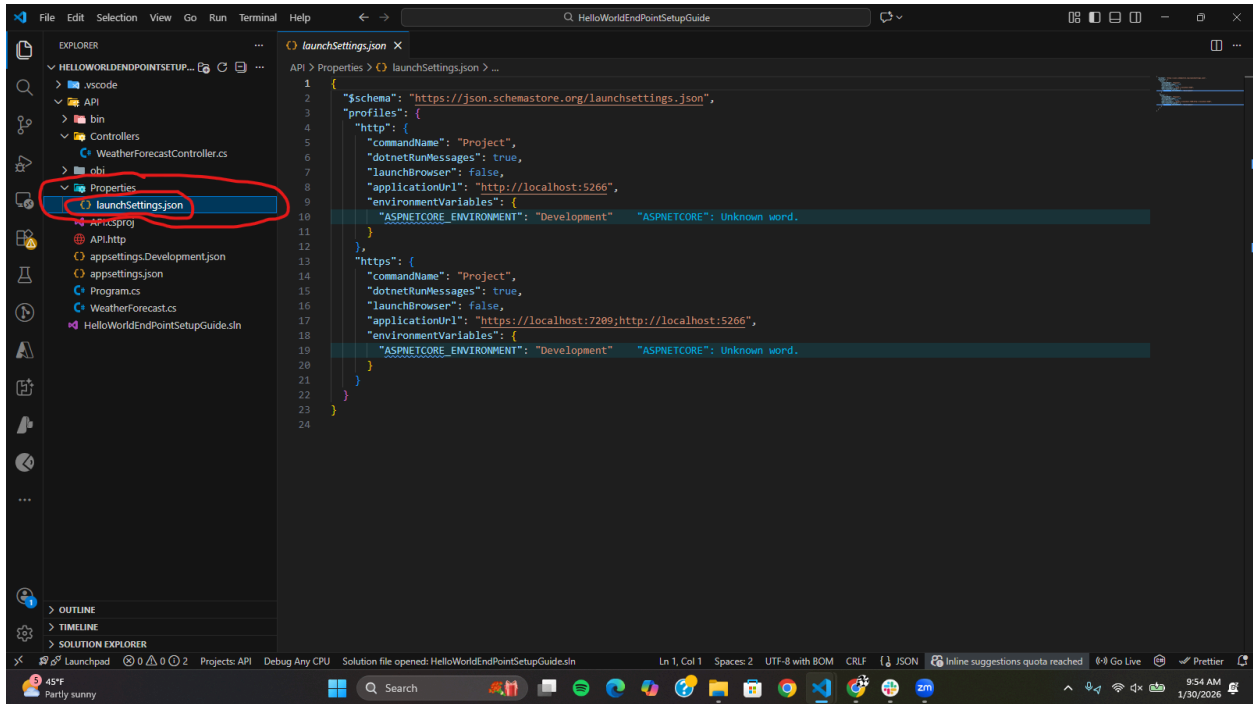 File Edit Selection View Go Run Terminal Help
HelloWorldEndPointSetupGuide
EXPLORER
HELLOWORLDENDPOINTSETUP...
.vscode
API
bin
Controllers
WeatherForecastController.cs
obj
Properties
launchSettings.json
API.csproj
API.http
appsettings.Development.json
appsettings.json
Program.cs
WeatherForecast.cs
HelloWorldEndPointSetupGuide.sln
OUTLINE
TIMELINE
SOLUTION EXPLORER
launchSettings.json
API > Properties > {} launchSettings.json > ...
1 {
2 "$schema": "https://json.schemastore.org/launchsettings.json",
3 "profiles": {
4 "http": {
5 "commandName": "Project",
6 "dotnetRunMessages": true,
7 "launchBrowser": false,
8 "applicationUrl": "http://localhost:5266",
9 "environmentVariables": {
10 "ASPNETCORE_ENVIRONMENT": "Development" "ASPNETCORE": Unknown word.
11 }
12 },
13 "https": {
14 "commandName": "Project",
15 "dotnetRunMessages": true,
16 "launchBrowser": false,
17 "applicationUrl": "https://localhost:7209;http://localhost:5266",
18 "environmentVariables": {
19 "ASPNETCORE_ENVIRONMENT": "Development" "ASPNETCORE": Unknown word.
20 }
21 }
22 }
23 }
24
1
Launchpad 0 0 2 Projects: API Debug Any CPU Solution file opened: HelloWorldEndPointSetupGuide.sln Ln 1, Col 1 Spaces: 2 UTF-8 with BOM CRLF {} JSON Inline suggestions quota reached Go Live Prettier
5 45°F
Partly sunny
Search
zm
9:54 AM
1/30/2026